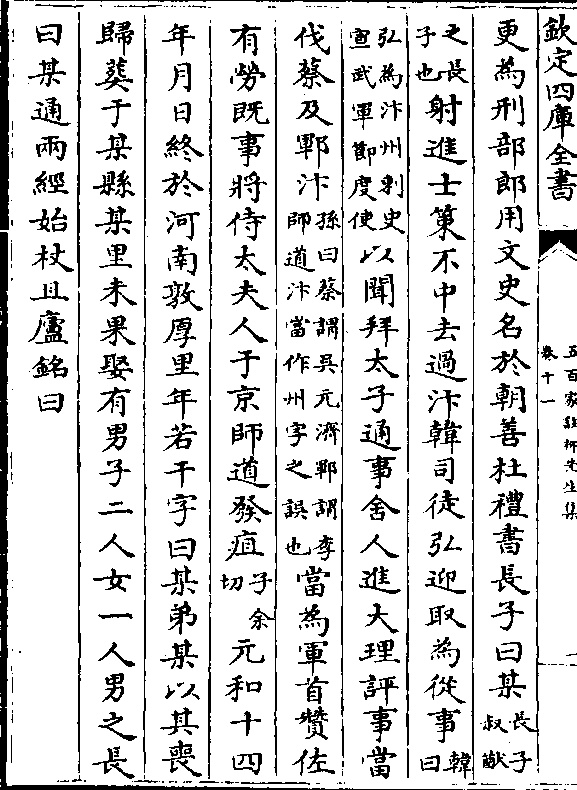 欽定四庫全書
五百家註柳先生集
卷十一
更為刑部郎用文史名於朝善杜禮書長子曰某長子叔猷
之長子也射進士策不中去過汴韓司徒弘迎取為從事韓曰
弘為汴州刺史宣武軍節度使以聞拜太子通事舍人進大理評事當
伐蔡及鄆汴孫曰蔡謂吳元濟鄆謂李師道汴當作州字之誤也當為軍首贊佐
有勞既事將侍太夫人于京師道發疽子余切元和十四
年月日終於河南敦厚里年若干字曰某弟某以其喪
歸葬于某縣某里未果娶有男子二人女一人男之長
曰某通兩經始杖且廬銘曰